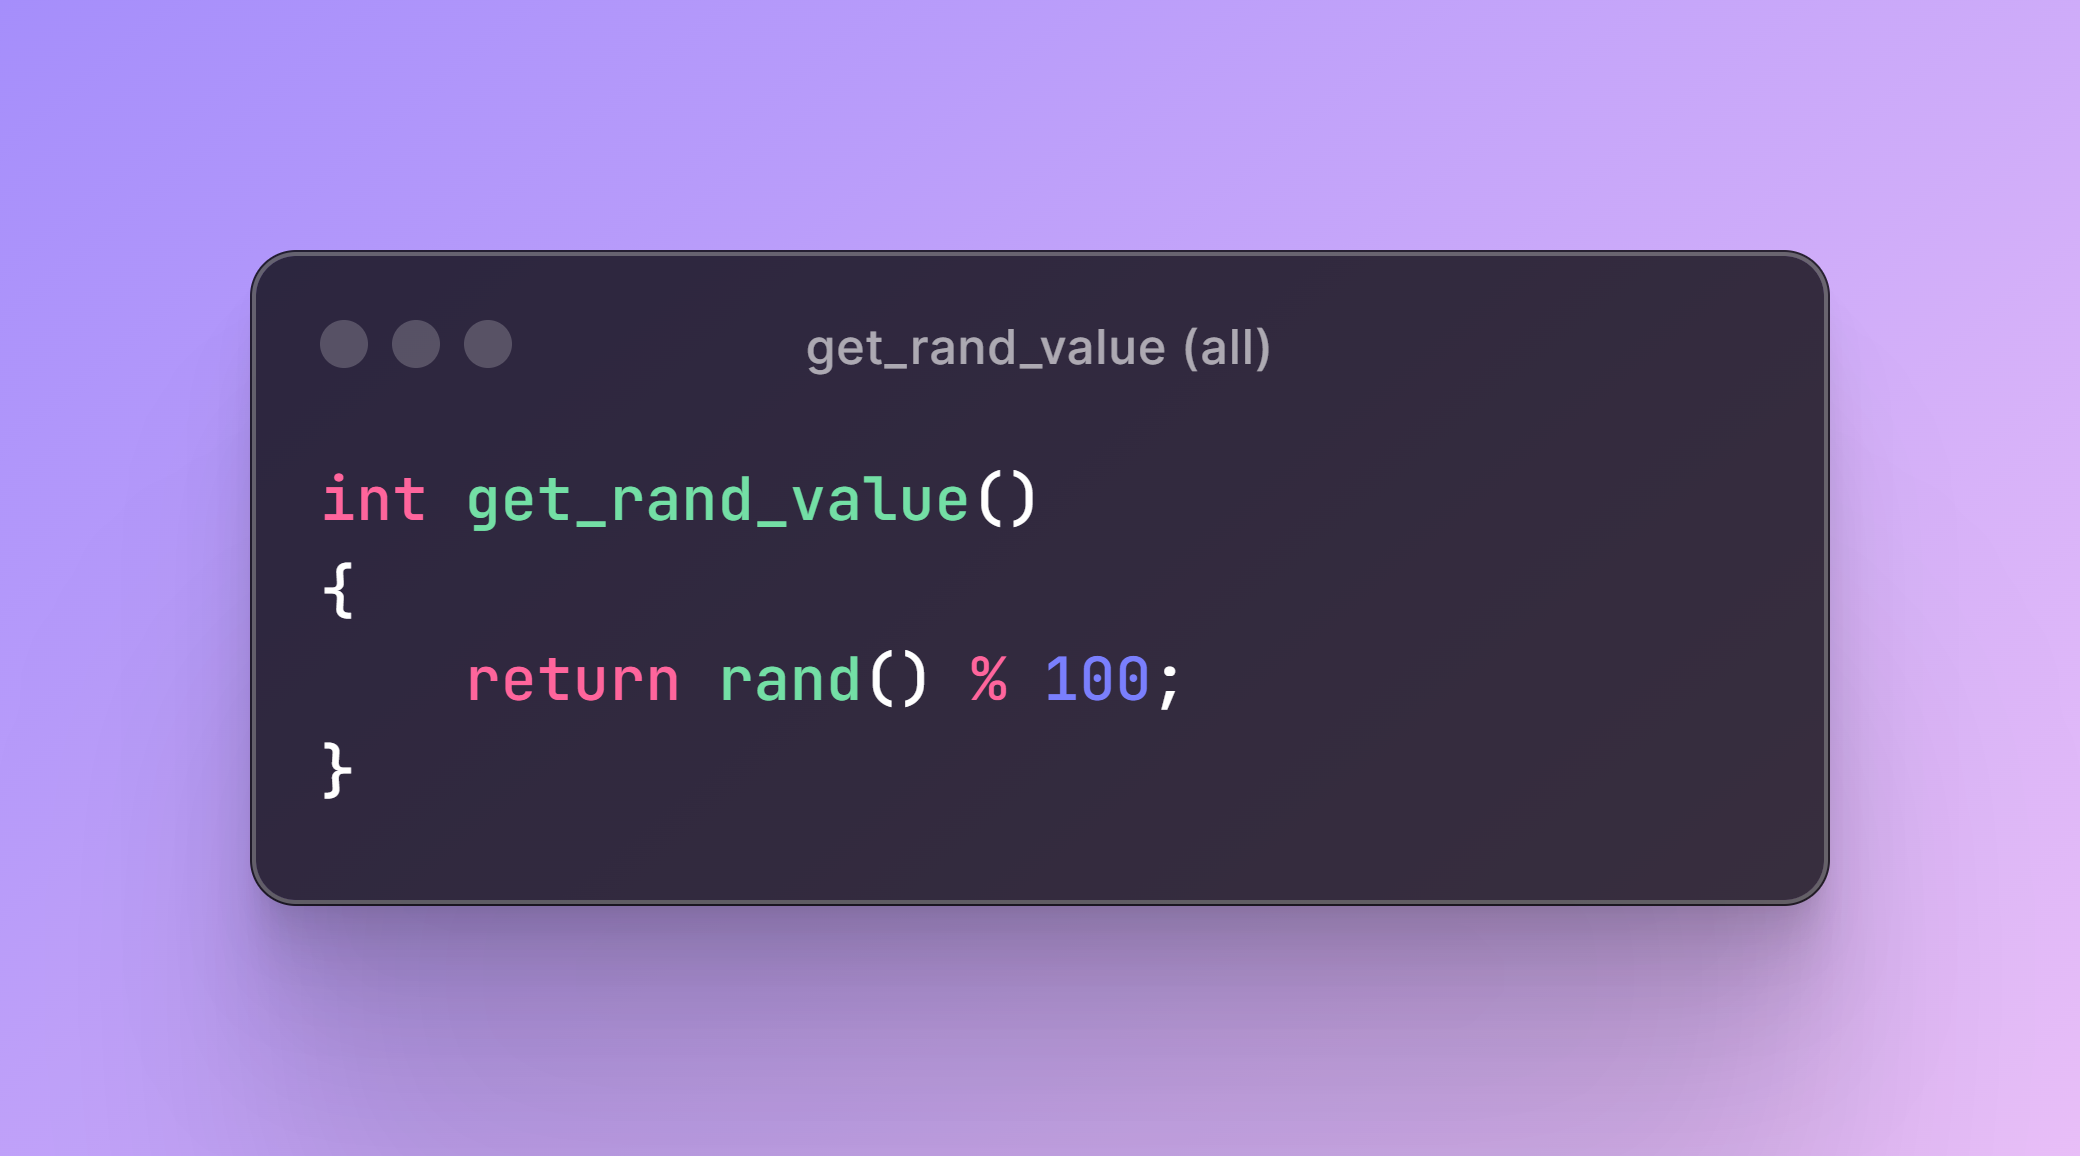 get_rand_value (all)
int get_rand_value()
{
    return rand() % 100;
}